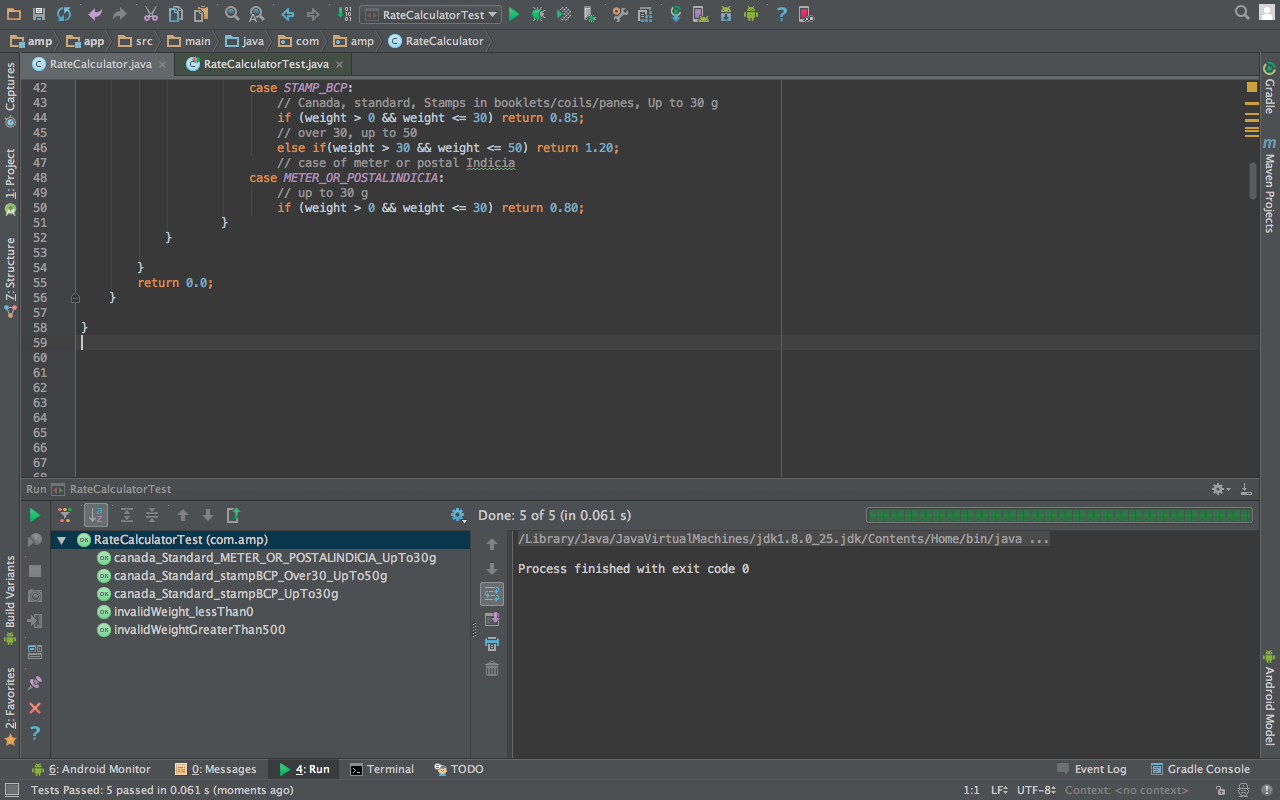 RateCalculatorTest
amp app src main java com amp RateCalculator
RateCalculator.java RateCalculatorTest.java
Captures
1: Project
7: Structure
Build Variants
2: Favorites
42 case STAMP_BCP:
43 // Canada, standard, Stamps in booklets/coils/panes, Up to 30 g
44 if (weight > 0 && weight <= 30) return 0.85;
45 // over 30, up to 50
46 else if(weight > 30 && weight <= 50) return 1.20;
47 // case of meter or postal Indicia
48 case METER_OR_POSTALINDICIA:
49 // up to 30 g
50 if (weight > 0 && weight <= 30) return 0.80;
51 }
52 }
53
54 }
55 return 0.0;
56 }
57
58 }
59
60
61
62
63
64
65
66
67
68
Gradle
m Maven Projects
Android Model
Run RateCalculatorTest
Done: 5 of 5 (in 0.061 s)
OK RateCalculatorTest (com.amp)
OK canada_Standard_METER_OR_POSTALINDICIA_UpTo30g
OK canada_Standard_stampBCP_Over30_UpTo50g
OK canada_Standard_stampBCP_UpTo30g
OK invalidWeight_lessThan0
OK invalidWeightGreaterThan500
/Library/Java/JavaVirtualMachines/jdk1.8.0_25.jdk/Contents/Home/bin/java ...
Process finished with exit code 0
6: Android Monitor 0: Messages 4: Run Terminal TODO Event Log Gradle Console
Tests Passed: 5 passed in 0.061 s (moments ago) 1:1 LF UTF-8 Context: <no context>